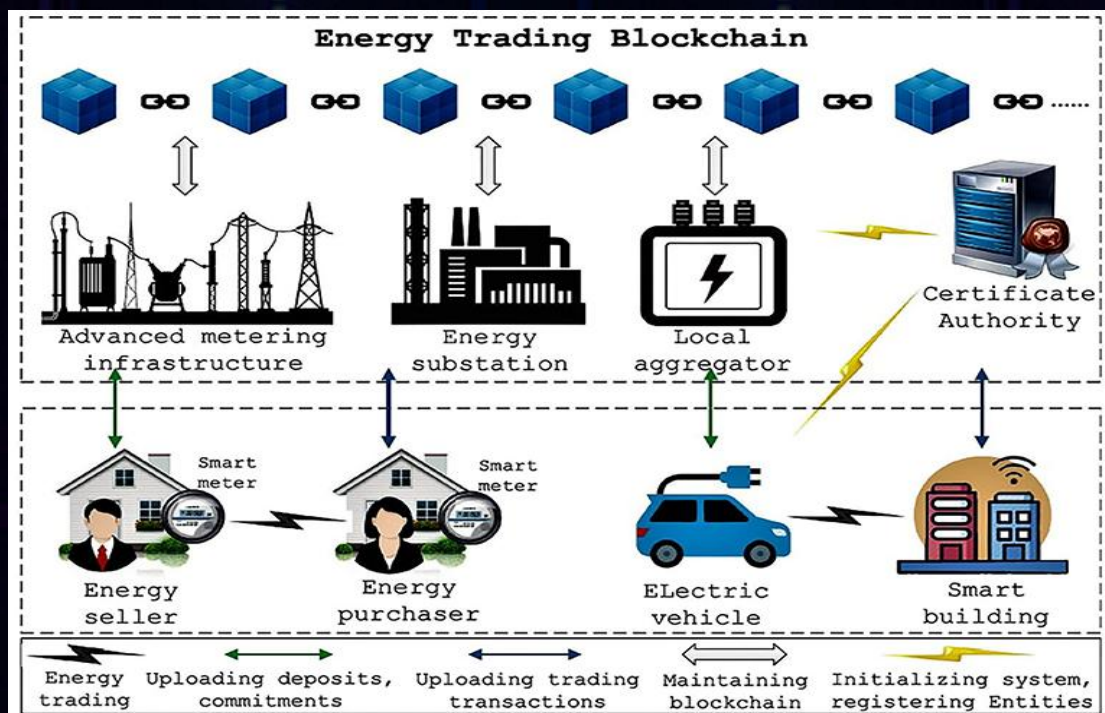 Energy Trading Blockchain
......
Advanced metering
infrastructure
Energy
substation
Local
aggregator
Certificate
Authority
Smart
meter
Smart
meter
Energy
seller
Energy
purchaser
ELectric
vehicle
Smart
building
Energy
trading
Uploading deposits,
commitments
Uploading trading
transactions
Maintaining
blockchain
Initializing system,
registering Entities